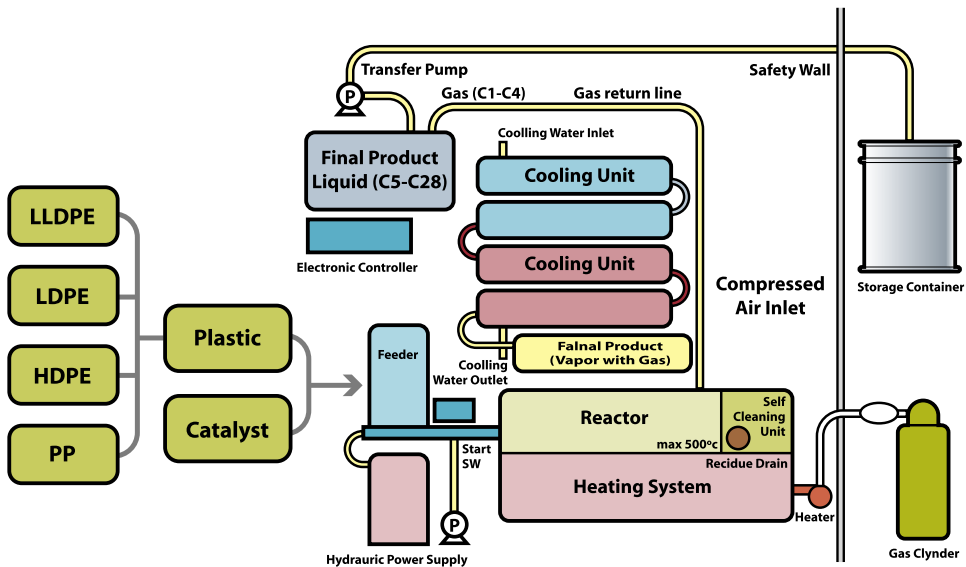 Transfer Pump
Safety Wall
P
Gas (C1-C4)
Gas return line
Coolling Water Inlet
Final Product
Liquid (C5-C28)
Cooling Unit
LLDPE
Electronic Controller
Cooling Unit
LDPE
Compressed
Air Inlet
Storage Container
Plastic
Feeder
Falnal Product
(Vapor with Gas)
Coolling
Water Outlet
HDPE
Catalyst
Reactor
max 500ºc
Self
Cleaning
Unit
PP
Start
SW
Recidue Drain
Heating System
Heater
P
Hydrauric Power Supply
Gas Clynder